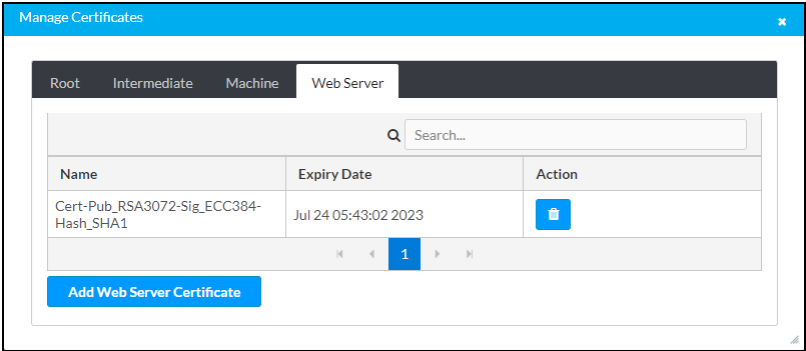 Manage Certificates
Root Intermediate Machine Web Server
Search...
Name Expiry Date Action
Cert-Pub_RSA3072-Sig_ECC384-
Hash_SHA1
Jul 24 05:43:02 2023
1
Add Web Server Certificate